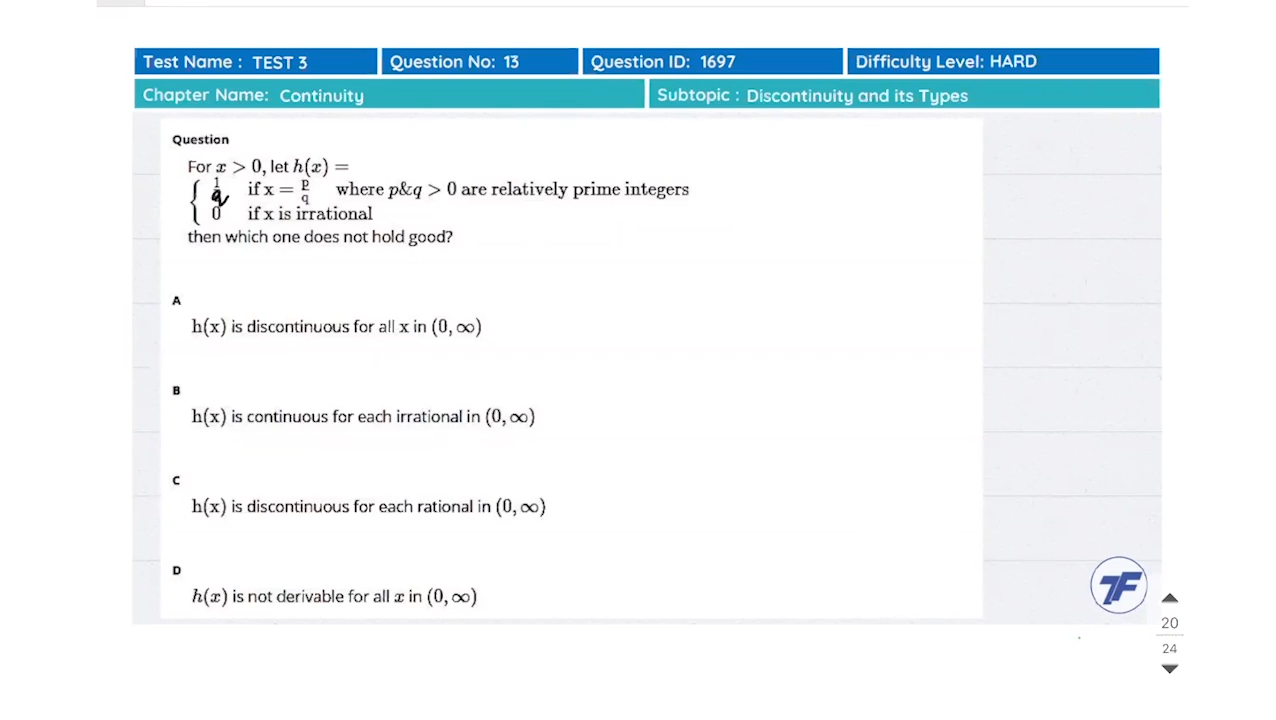 Test Name : TEST 3
Question No: 13
Question ID: 1697
Difficulty Level: HARD
Chapter Name: Continuity
Subtopic : Discontinuity and its Types
Question
For x > 0, let h(x) =
{ 1/q if x = p/q where p&q > 0 are relatively prime integers
0 if x is irrational
then which one does not hold good?
A
h(x) is discontinuous for all x in (0, ∞)
B
h(x) is continuous for each irrational in (0, ∞)
C
h(x) is discontinuous for each rational in (0, ∞)
D
h(x) is not derivable for all x in (0, ∞)
7F
20
24